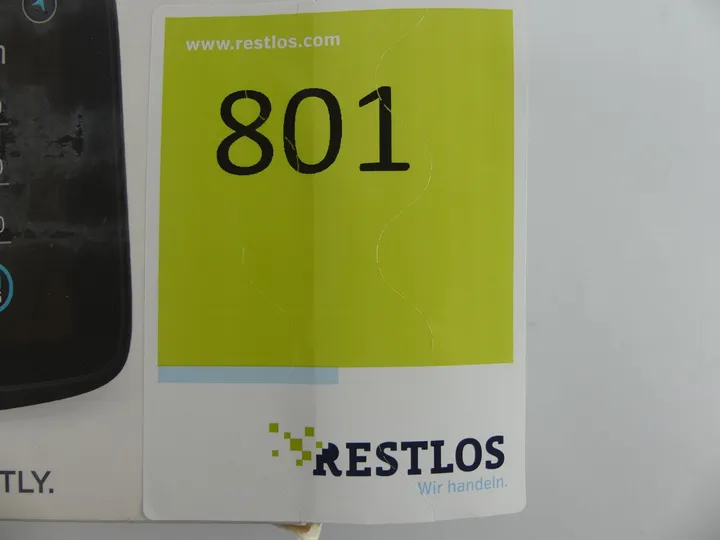 www.restlos.com
801
RESTLOS
Wir handeln.
TLY.